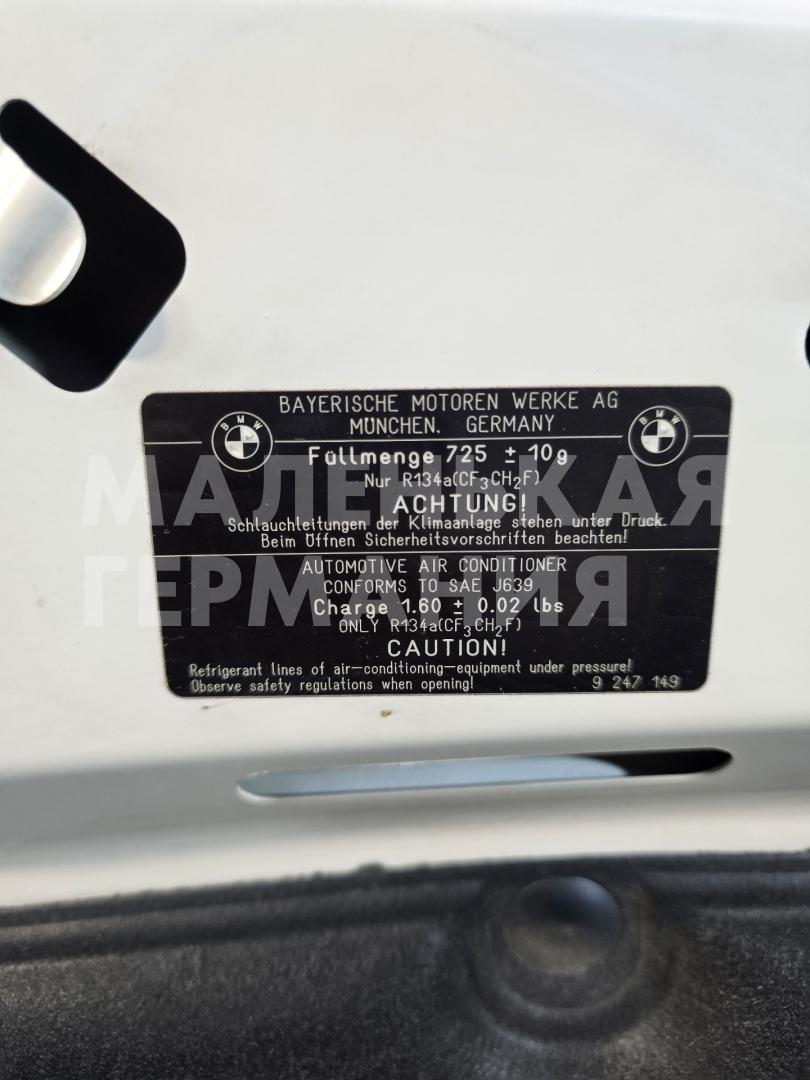 BAYERISCHE MOTOREN WERKE AG
MÜNCHEN. GERMANY
BMW
BMW
Füllmenge 725 ± 10g
Nur R134a(CF3CH2F)
ACHTUNG!
Schlauchleitungen der Klimaanlage stehen unter Druck.
Beim Öffnen Sicherheitsvorschriften beachten!
AUTOMOTIVE AIR CONDITIONER
CONFORMS TO SAE J639
Charge 1.60 ± 0.02 lbs
ONLY R134a(CF3CH2F)
CAUTION!
Refrigerant lines of air-conditioning-equipment under pressure!
Observe safety regulations when opening! 9 247 149
МАЛЕНЬКАЯ
ГЕРМАНИЯ